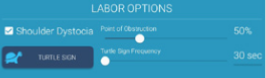 LABOR OPTIONS
Shoulder Dystocia
Point of Obstruction
50%
TURTLE SIGN
Turtle Sign Frequency
30 sec